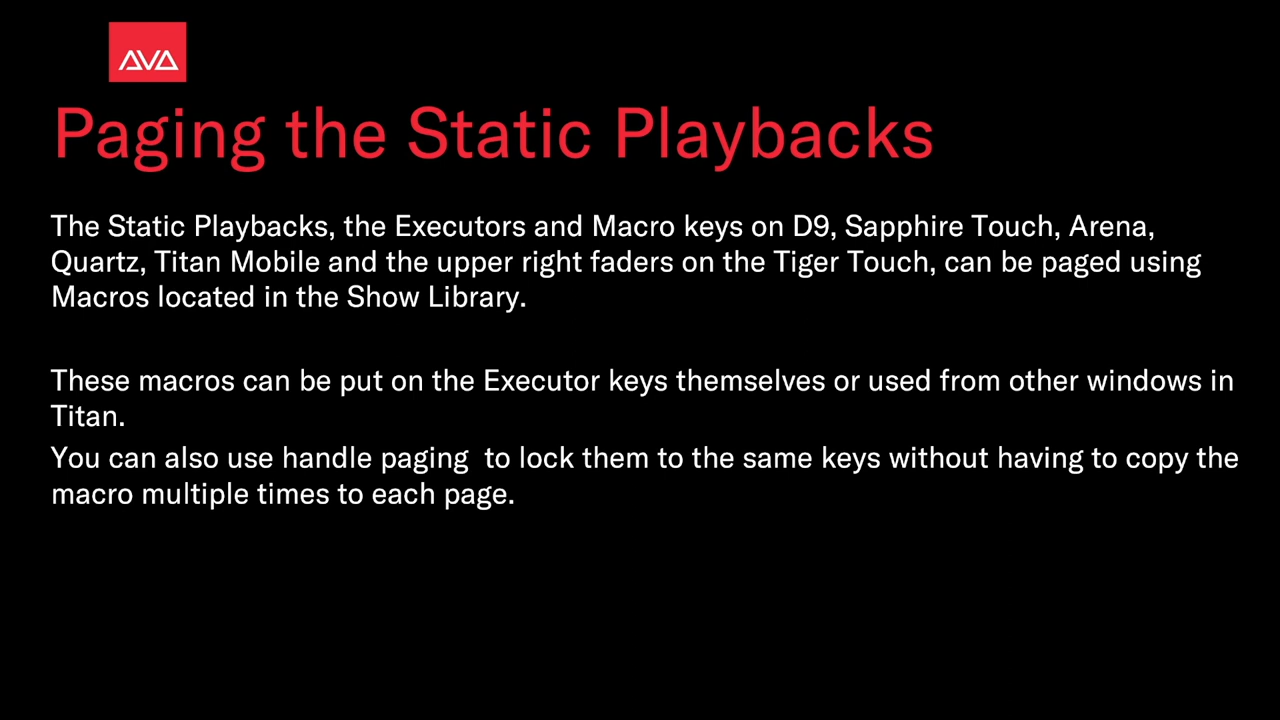 AVA
Paging the Static Playbacks
The Static Playbacks, the Executors and Macro keys on D9, Sapphire Touch, Arena,
Quartz, Titan Mobile and the upper right faders on the Tiger Touch, can be paged using
Macros located in the Show Library.
These macros can be put on the Executor keys themselves or used from other windows in
Titan.
You can also use handle paging  to lock them to the same keys without having to copy the
macro multiple times to each page.